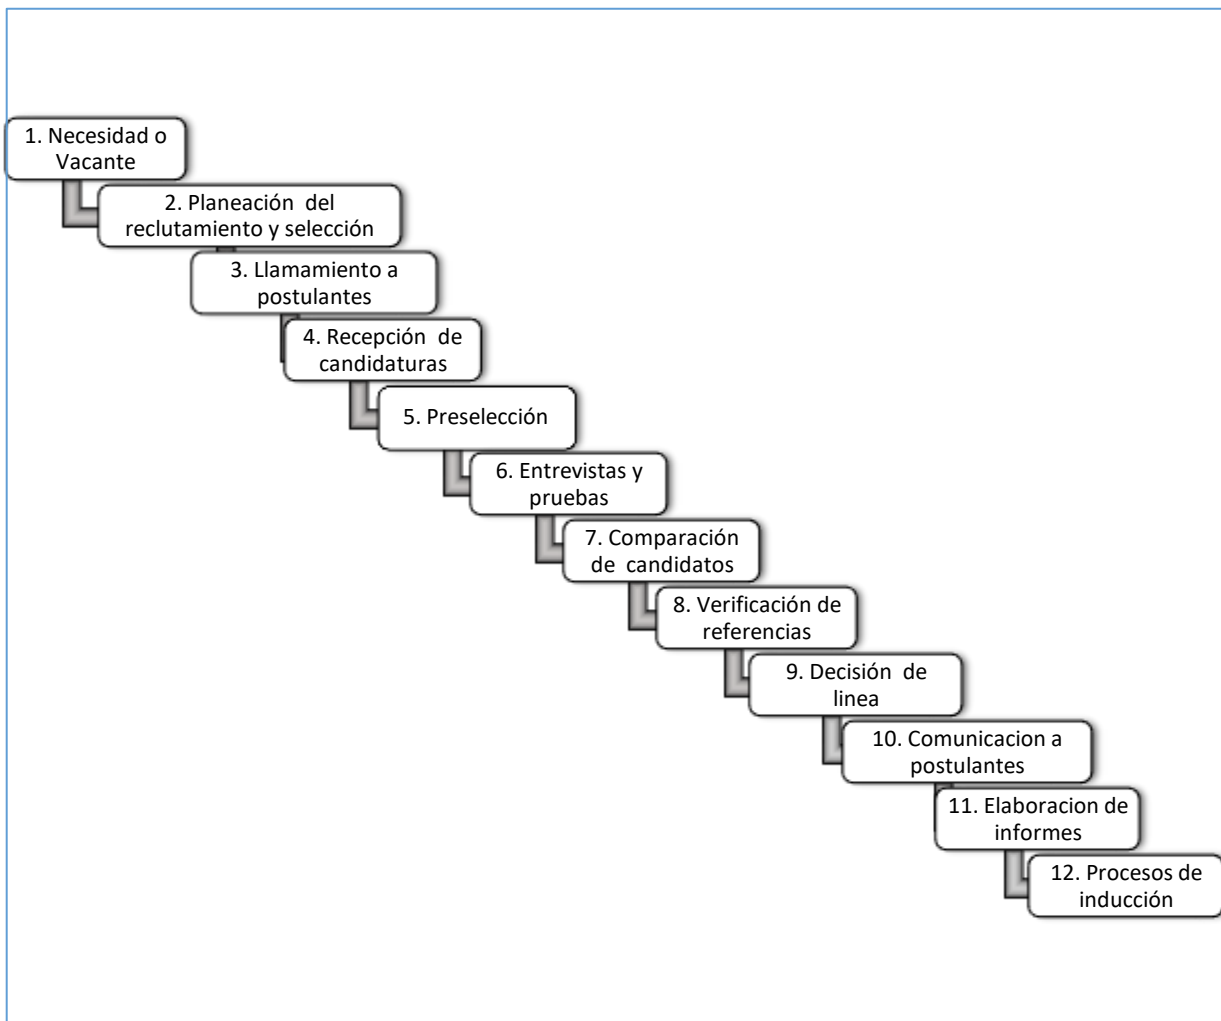 1. Necesidad o
Vacante
2. Planeación del
reclutamiento y selección
3. Llamamiento a
postulantes
4. Recepción de
candidaturas
5. Preselección
6. Entrevistas y
pruebas
7. Comparación
de candidatos
8. Verificación de
referencias
9. Decisión de
linea
10. Comunicacion a
postulantes
11. Elaboracion de
informes
12. Procesos de
inducción